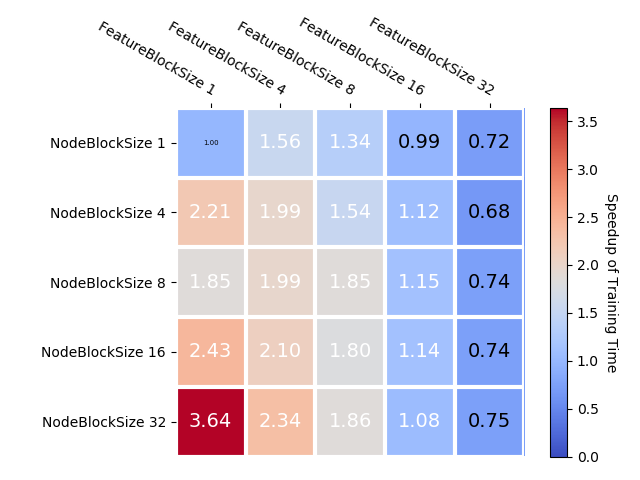 FeatureBlockSize 1
FeatureBlockSize 4
FeatureBlockSize 8
FeatureBlockSize 16
FeatureBlockSize 32
NodeBlockSize 1
1.00 1.56 1.34 0.99 0.72
NodeBlockSize 4
2.21 1.99 1.54 1.12 0.68
NodeBlockSize 8
1.85 1.99 1.85 1.15 0.74
NodeBlockSize 16
2.43 2.10 1.80 1.14 0.74
NodeBlockSize 32
3.64 2.34 1.86 1.08 0.75
3.5
3.0
2.5
2.0
1.5
1.0
0.5
0.0
Speedup of Training Time